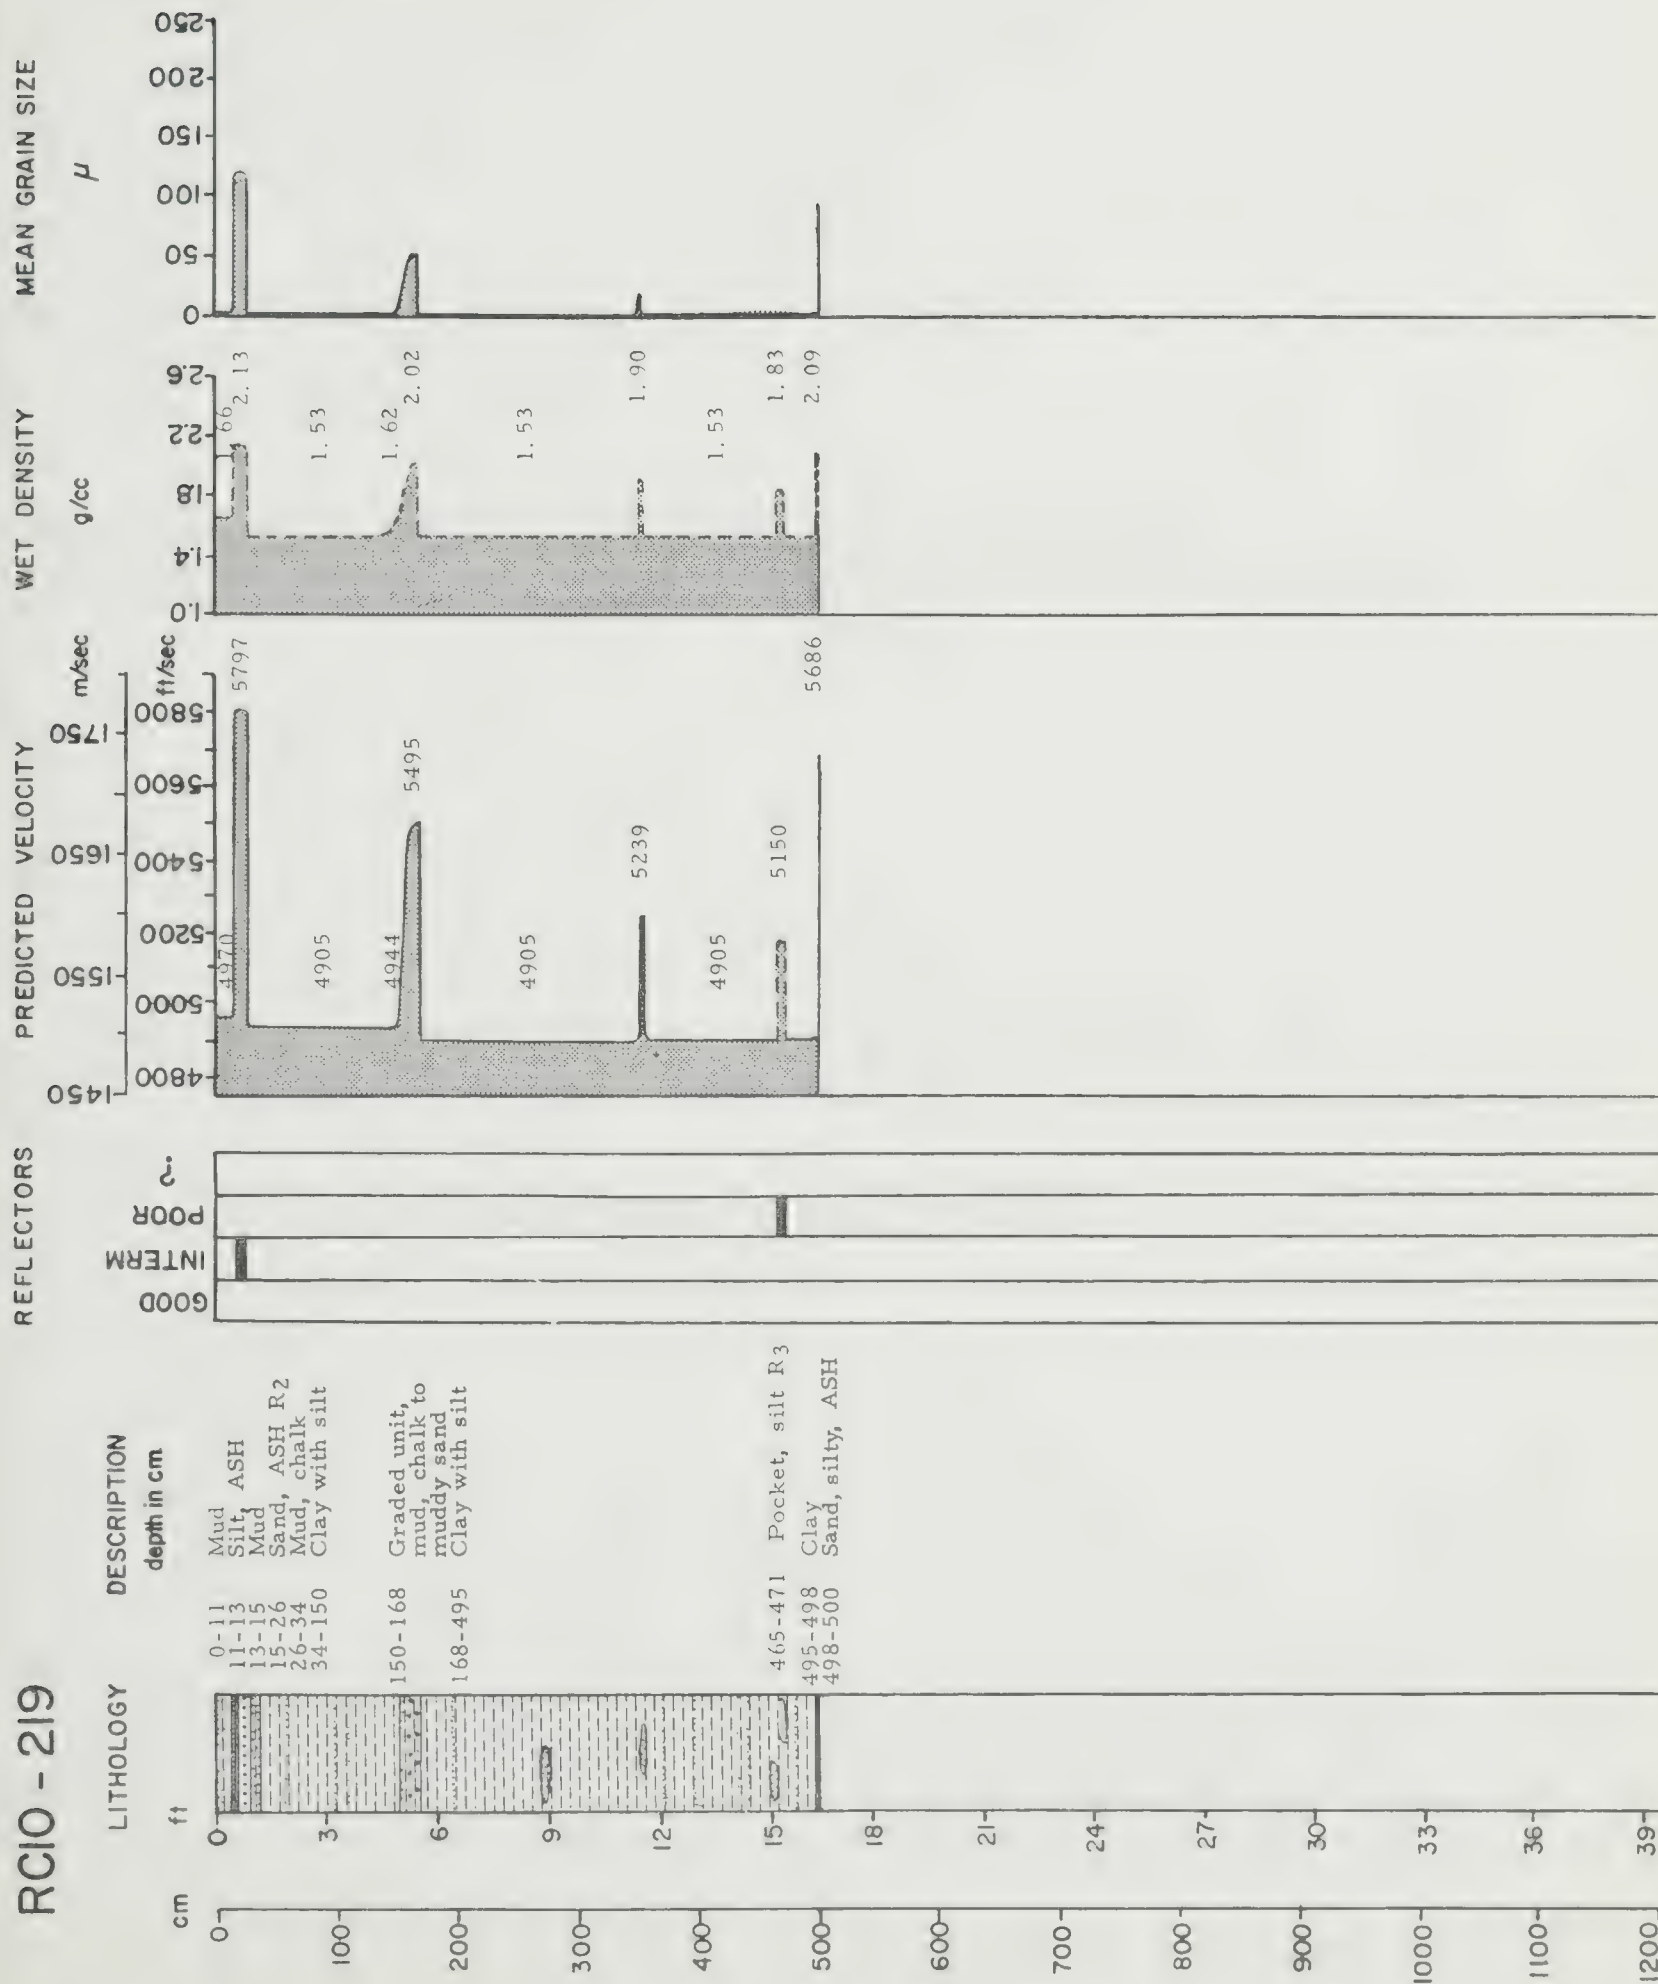 RC10-219
LITHOLOGY
DESCRIPTION
REFLECTORS
PREDICTED VELOCITY
WET DENSITY
MEAN GRAIN SIZE
cm
ft
depth in cm
GOOD
INTERM
POOR
?
m/sec
ft/sec
g/cc
μ
1450
1550
1650
1750
4800
5000
5200
5400
5600
5800
1.0
1.4
1.8
2.2
2.6
0
50
100
150
200
250
0-11 Mud
11-13 Silt, ASH
13-15 Mud
15-26 Sand, ASH R2
26-34 Mud, chalk
34-150 Clay with silt
150-168 Graded unit,
mud, chalk to
muddy sand
168-495 Clay with silt
465-471 Pocket, silt R3
495-498 Clay
498-500 Sand, silty, ASH
4970
5797
4905
4944
5495
4905
5239
4905
5150
5686
1.66
2.13
1.53
1.62
2.02
1.53
1.90
1.53
1.83
2.09
0
3
6
9
12
15
18
21
24
27
30
33
36
39
0
100
200
300
400
500
600
700
800
900
1000
1100
1200